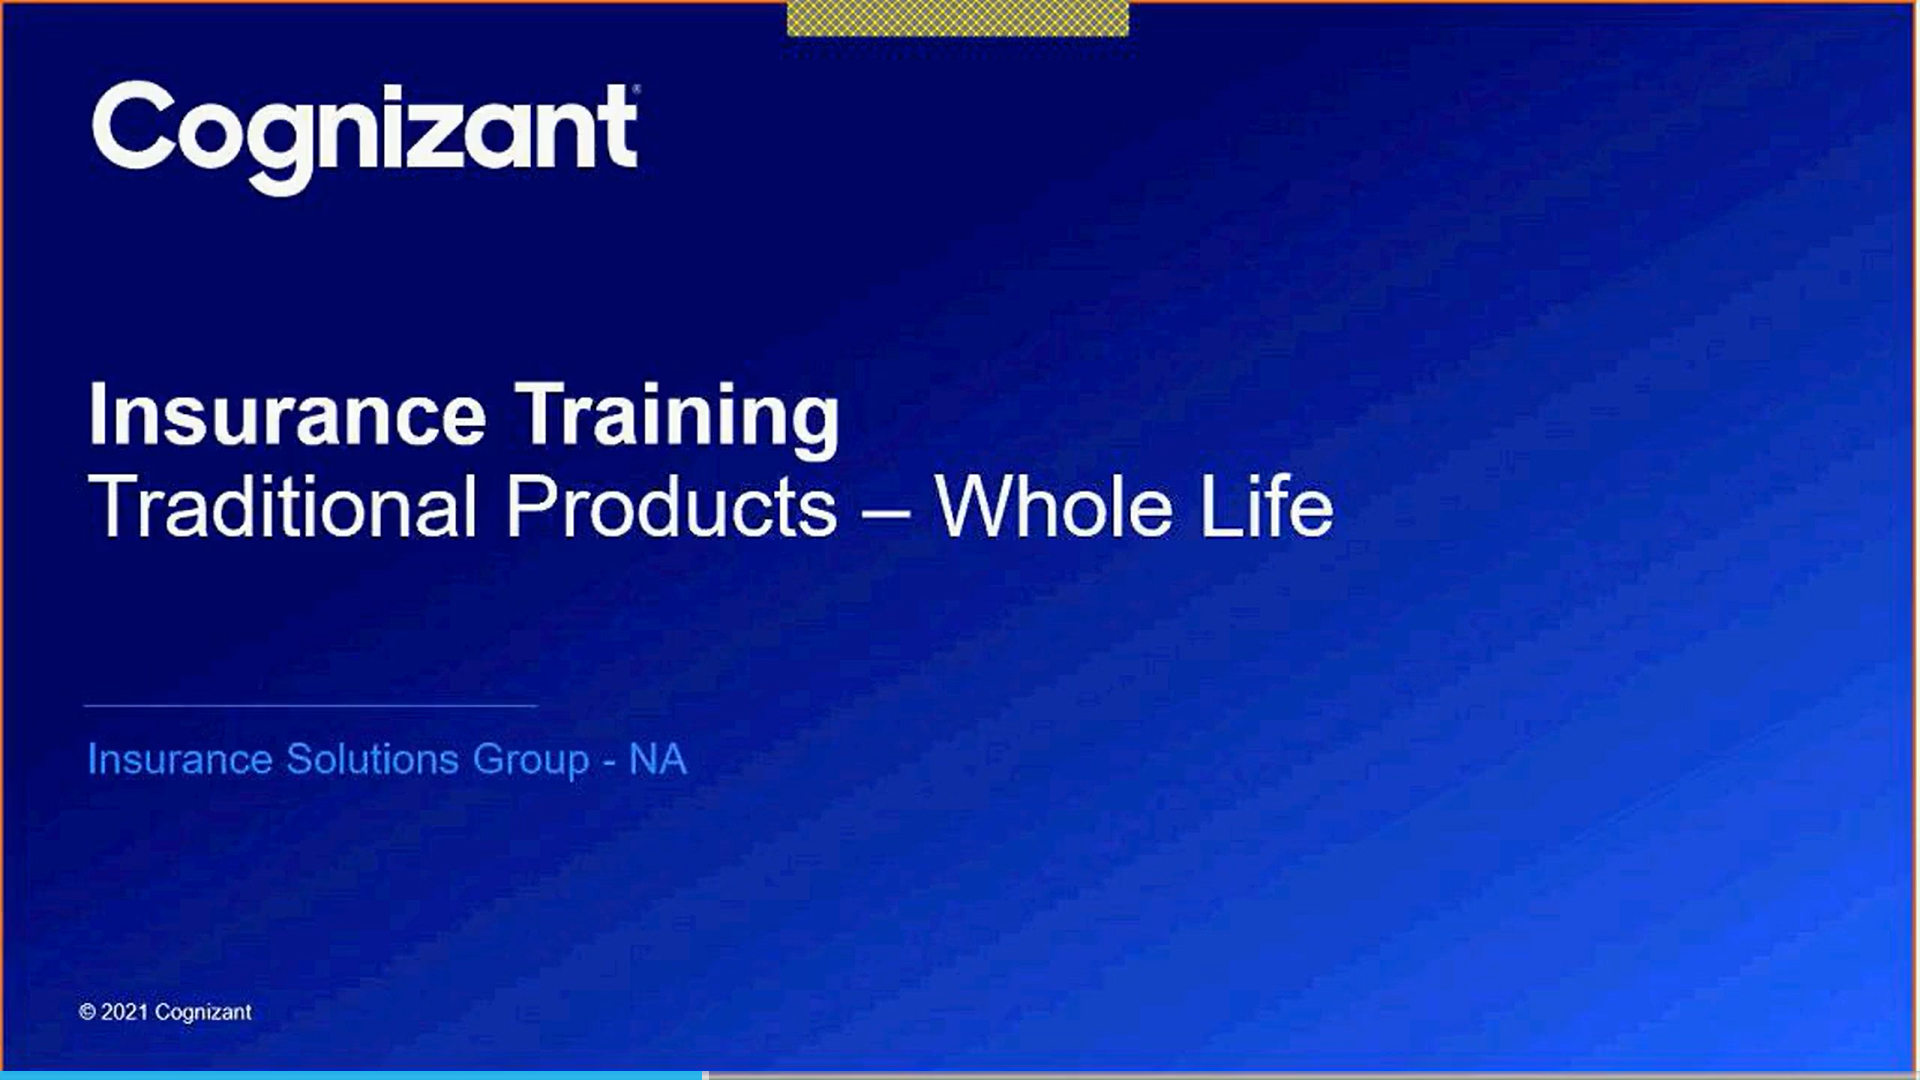 Cognizant®
Insurance Training
Traditional Products – Whole Life
Insurance Solutions Group - NA
© 2021 Cognizant